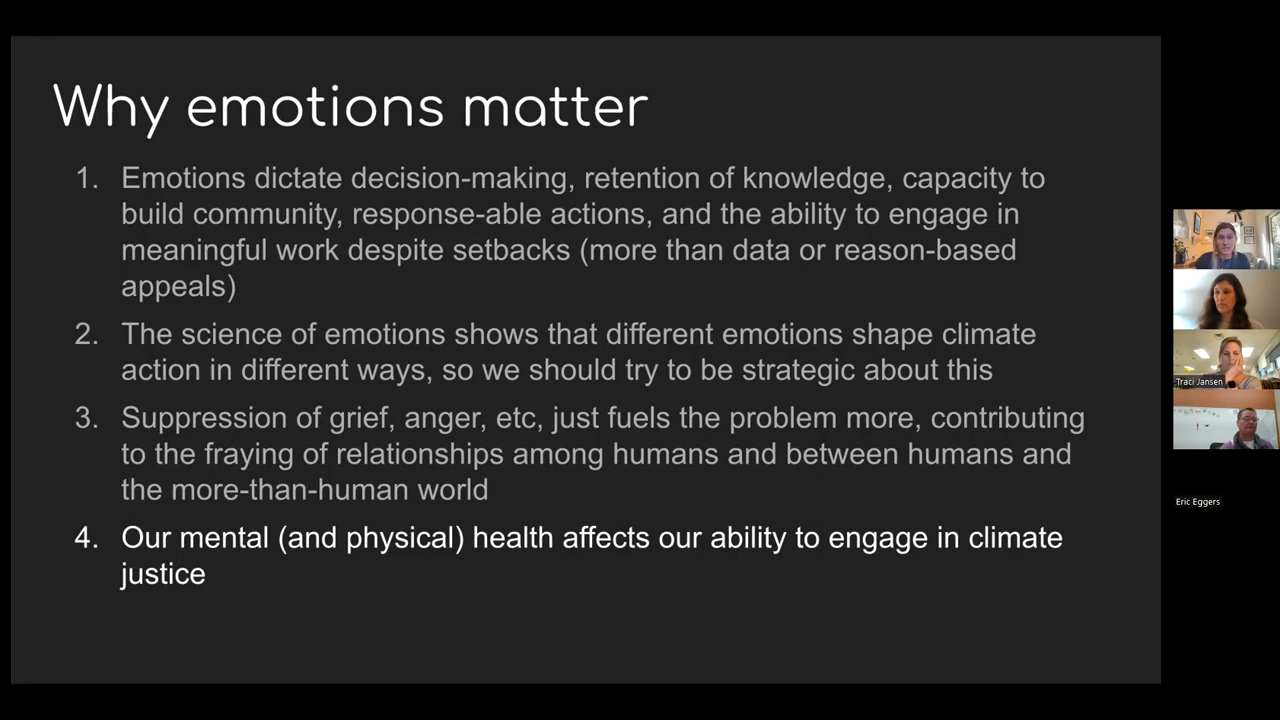 Why emotions matter
1. Emotions dictate decision-making, retention of knowledge, capacity to
build community, response-able actions, and the ability to engage in
meaningful work despite setbacks (more than data or reason-based
appeals)
2. The science of emotions shows that different emotions shape climate
action in different ways, so we should try to be strategic about this
3. Suppression of grief, anger, etc, just fuels the problem more, contributing
to the fraying of relationships among humans and between humans and
the more-than-human world
4. Our mental (and physical) health affects our ability to engage in climate
justice
Traci Jansen
Eric Eggers